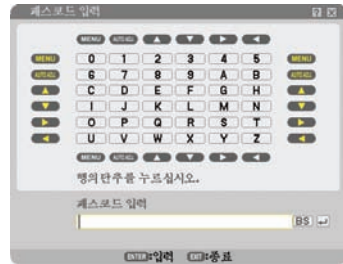 패스포드 입력
MENU AUTO ADJ.
MENU 0 1 2 3 4 5 MENU
AUTO ADJ. 6 7 8 9 A B AUTO ADJ.
C D E F G H
I J K L M N
O P Q R S T
U V W X Y Z
MENU AUTO ADJ.
행의 단추를 누르십시오.
패스포드 입력
BS
ENTER:입력 EXIT:종료